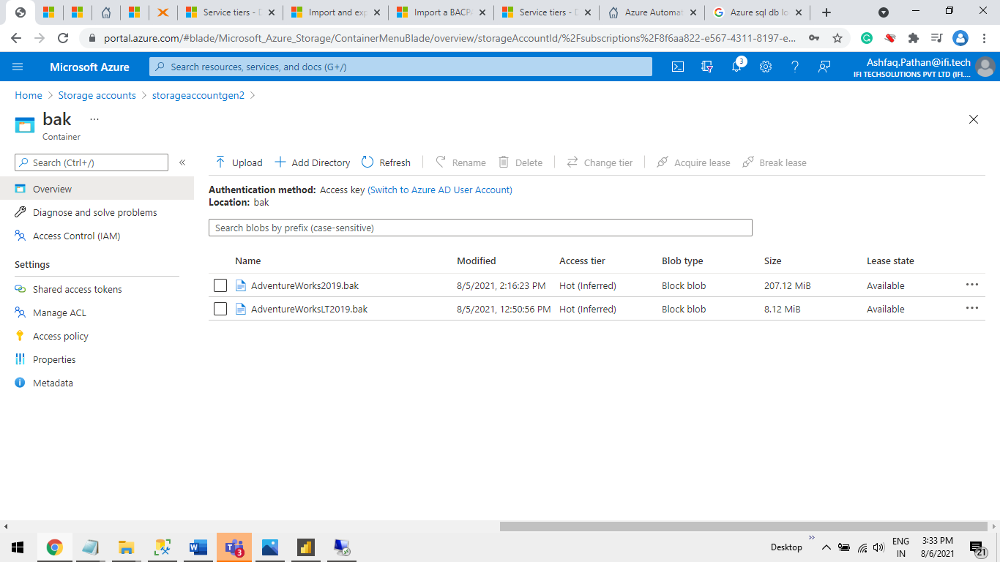 Service tiers - D
Import and exp
Import a BACPA
Service tiers - D
Azure Automat
Azure sql db lo
portal.azure.com/#blade/Microsoft_Azure_Storage/ContainerMenuBlade/overview/storageAccountId/%2Fsubscriptions%2F8f6aa822-e567-4311-8197-e...
Microsoft Azure
Search resources, services, and docs (G+/)
3
Ashfaq.Pathan@ifi.tech
IFI TECHSOLUTIONS PVT LTD (IFI....
Home > Storage accounts > storageaccountgen2 >
bak ...
Container
Search (Ctrl+/)
«
Upload
Add Directory
Refresh
Rename
Delete
Change tier
Acquire lease
Break lease
Overview
Diagnose and solve problems
Access Control (IAM)
Settings
Shared access tokens
Manage ACL
Access policy
Properties
Metadata
Authentication method: Access key (Switch to Azure AD User Account)
Location: bak
Search blobs by prefix (case-sensitive)
Name Modified Access tier Blob type Size Lease state
AdventureWorks2019.bak 8/5/2021, 2:16:23 PM Hot (Inferred) Block blob 207.12 MiB Available ...
AdventureWorksLT2019.bak 8/5/2021, 12:50:56 PM Hot (Inferred) Block blob 8.12 MiB Available ...
3
Desktop
»
ENG
IN
3:33 PM
8/6/2021
21